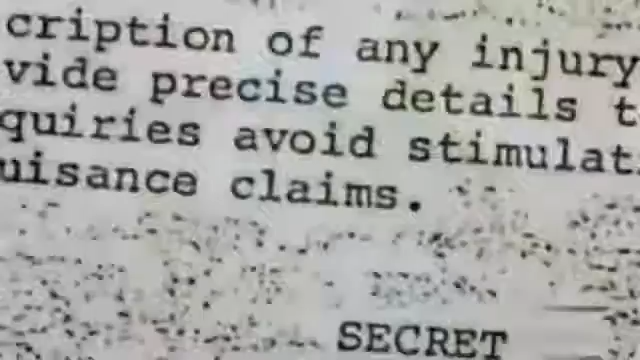 cription of any injury
vide precise details t
quiries avoid stimulat
uisance claims.
SECRET